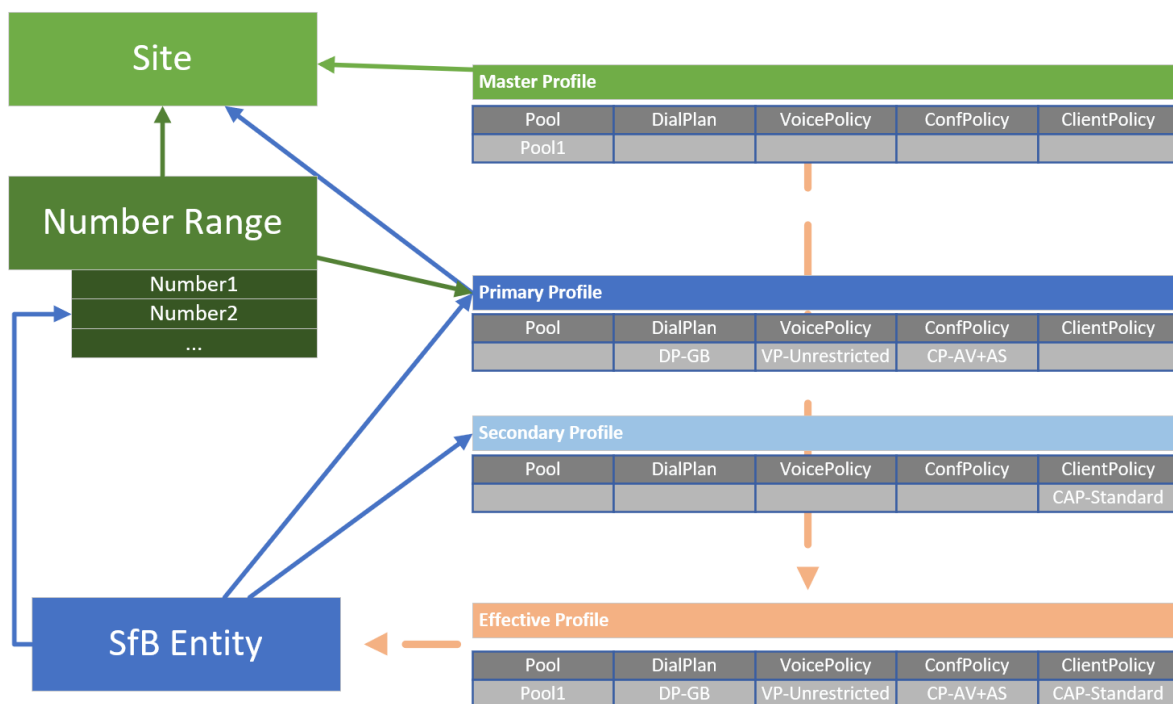 Site
Number Range
Number1
Number2
...
SfB Entity
Master Profile
Pool DialPlan VoicePolicy ConfPolicy ClientPolicy
Pool1
Primary Profile
Pool DialPlan VoicePolicy ConfPolicy ClientPolicy
DP-GB VP-Unrestricted CP-AV+AS
Secondary Profile
Pool DialPlan VoicePolicy ConfPolicy ClientPolicy
CAP-Standard
Effective Profile
Pool DialPlan VoicePolicy ConfPolicy ClientPolicy
Pool1 DP-GB VP-Unrestricted CP-AV+AS CAP-Standard